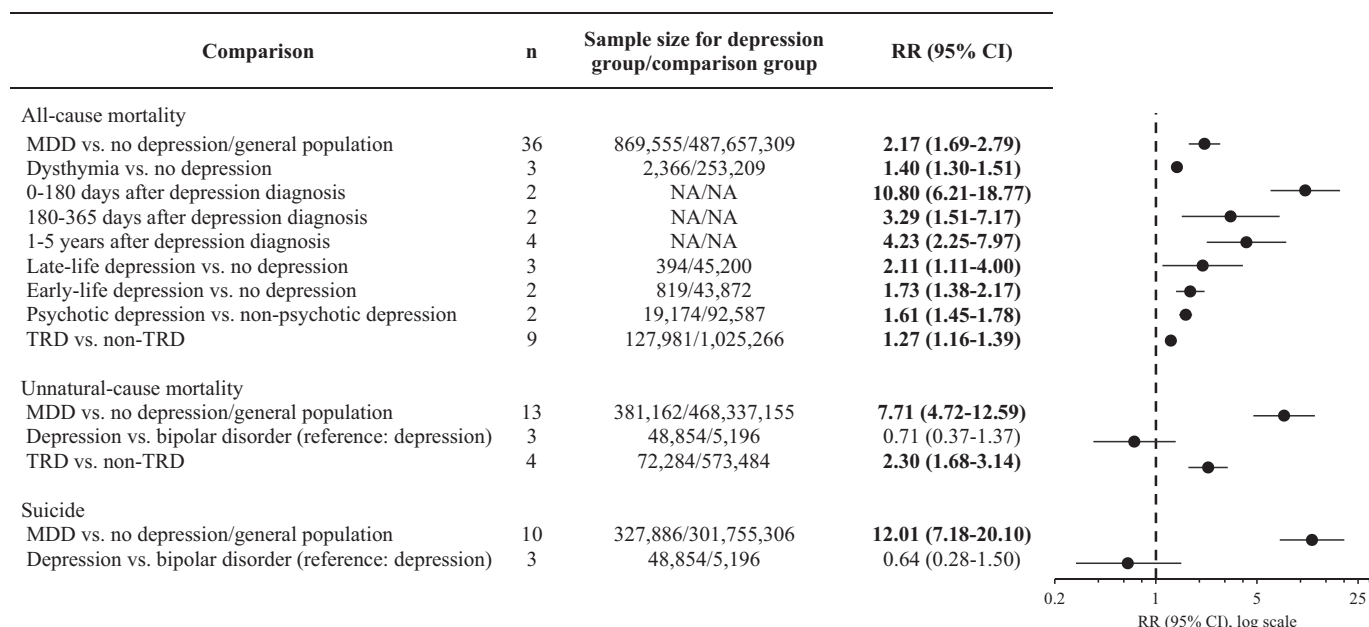 Comparison n Sample size for depression group/comparison group RR (95% CI)
All-cause mortality
MDD vs. no depression/general population 36 869,555/487,657,309 2.17 (1.69-2.79)
Dysthymia vs. no depression 3 2,366/253,209 1.40 (1.30-1.51)
0-180 days after depression diagnosis 2 NA/NA 10.80 (6.21-18.77)
180-365 days after depression diagnosis 2 NA/NA 3.29 (1.51-7.17)
1-5 years after depression diagnosis 4 NA/NA 4.23 (2.25-7.97)
Late-life depression vs. no depression 3 394/45,200 2.11 (1.11-4.00)
Early-life depression vs. no depression 2 819/43,872 1.73 (1.38-2.17)
Psychotic depression vs. non-psychotic depression 2 19,174/92,587 1.61 (1.45-1.78)
TRD vs. non-TRD 9 127,981/1,025,266 1.27 (1.16-1.39)
Unnatural-cause mortality
MDD vs. no depression/general population 13 381,162/468,337,155 7.71 (4.72-12.59)
Depression vs. bipolar disorder (reference: depression) 3 48,854/5,196 0.71 (0.37-1.37)
TRD vs. non-TRD 4 72,284/573,484 2.30 (1.68-3.14)
Suicide
MDD vs. no depression/general population 10 327,886/301,755,306 12.01 (7.18-20.10)
Depression vs. bipolar disorder (reference: depression) 3 48,854/5,196 0.64 (0.28-1.50)
0.2 1 5 25
RR (95% CI), log scale